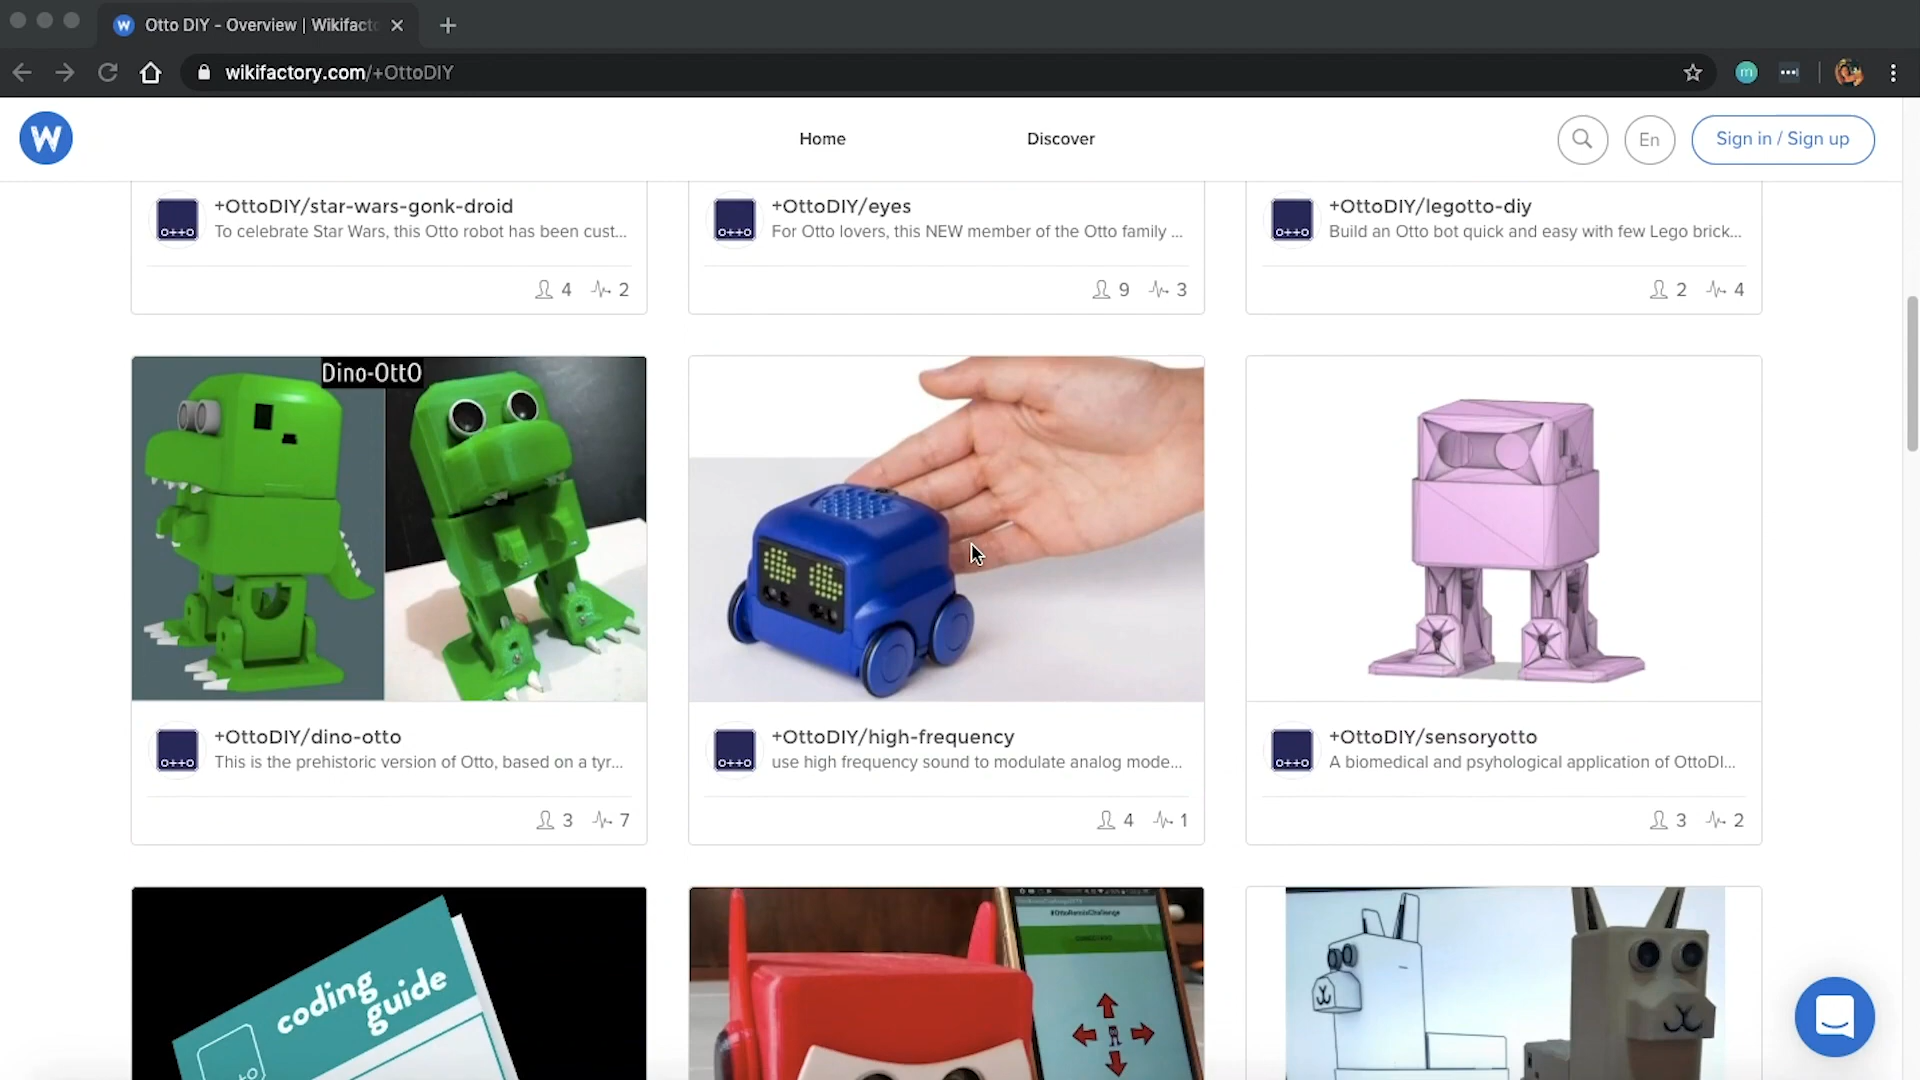 Otto DIY - Overview | Wikifact
wikifactory.com/+OttoDIY
m
W
Home
Discover
En
Sign in / Sign up
+OttoDIY/star-wars-gonk-droid
To celebrate Star Wars, this Otto robot has been cust...
4 2
+OttoDIY/eyes
For Otto lovers, this NEW member of the Otto family ...
9 3
+OttoDIY/legotto-diy
Build an Otto bot quick and easy with few Lego brick...
2 4
Dino-OttO
+OttoDIY/dino-otto
This is the prehistoric version of Otto, based on a tyr...
3 7
+OttoDIY/high-frequency
use high frequency sound to modulate analog mode...
4 1
+OttoDIY/sensoryotto
A biomedical and psyhological application of OttoDI...
3 2
coding
guide
#OttoRemixChallenge